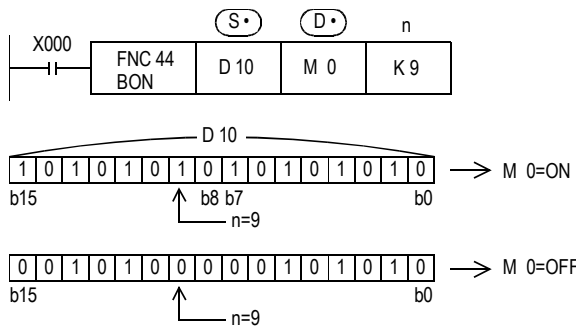 S• D• n
X000
FNC 44 BON D 10 M 0 K 9
D 10
1 0 1 0 1 0 1 0 1 0 1 0 1 0 1 0 M 0=ON
b15 b8 b7 b0
n=9
0 0 1 0 1 0 0 0 0 0 1 0 1 0 1 0 M 0=OFF
b15 b0
n=9